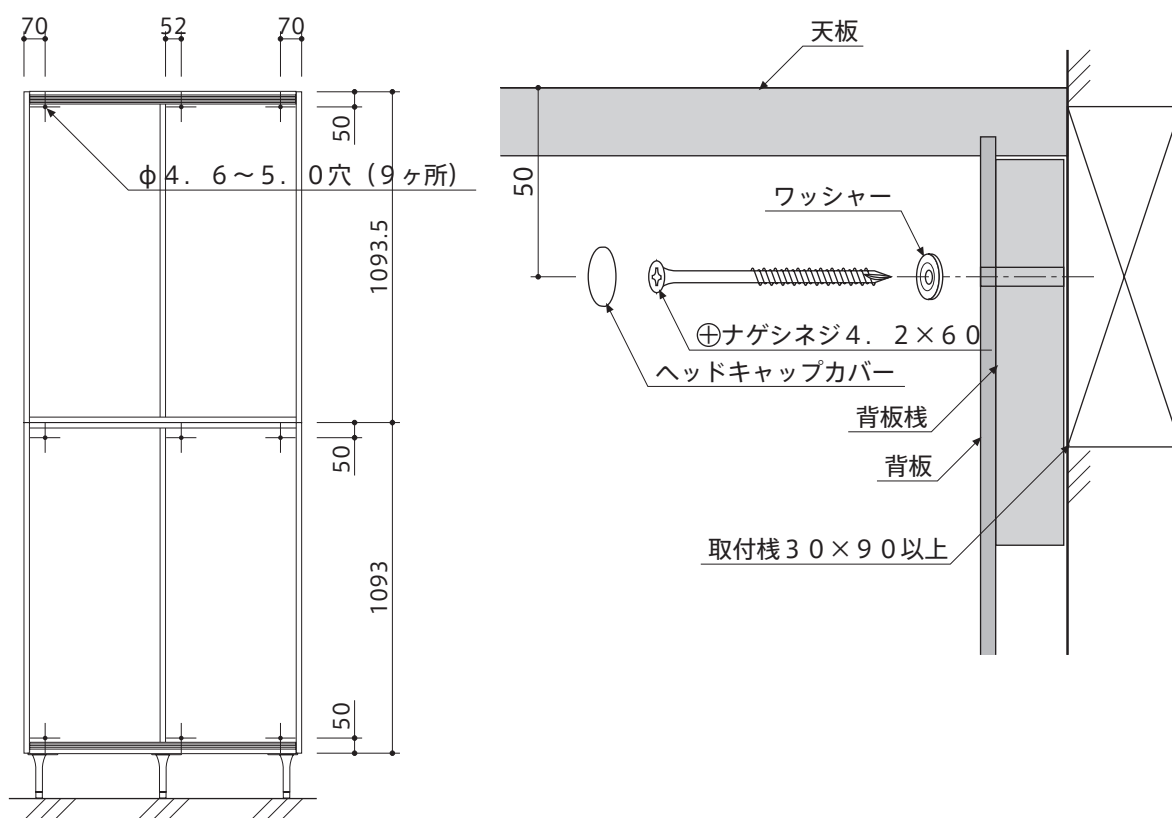 70
52
70
50
φ４．６～５．０穴（９ヶ所）
1093.5
50
1093
50
天板
50
ワッシャー
⊕ナゲシネジ４．２×６０
ヘッドキャップカバー
背板桟
背板
取付桟３０×９０以上